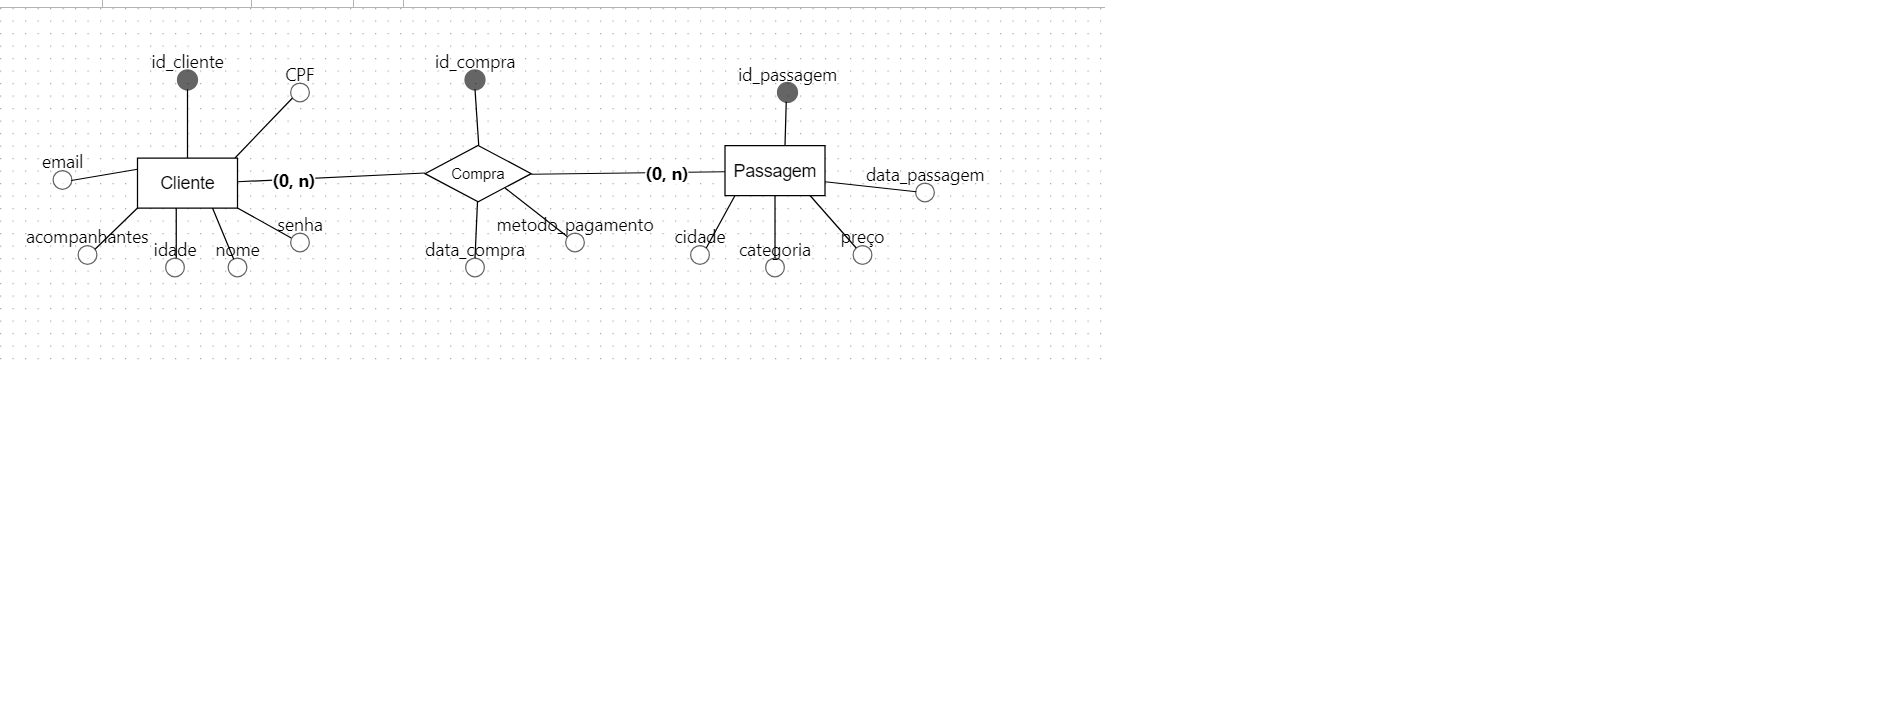 id_cliente
CPF
email
Cliente
(0, n)
acompanhantes
idade
nome
senha
id_compra
Compra
metodo_pagamento
data_compra
(0, n)
id_passagem
Passagem
data_passagem
cidade
categoria
preço